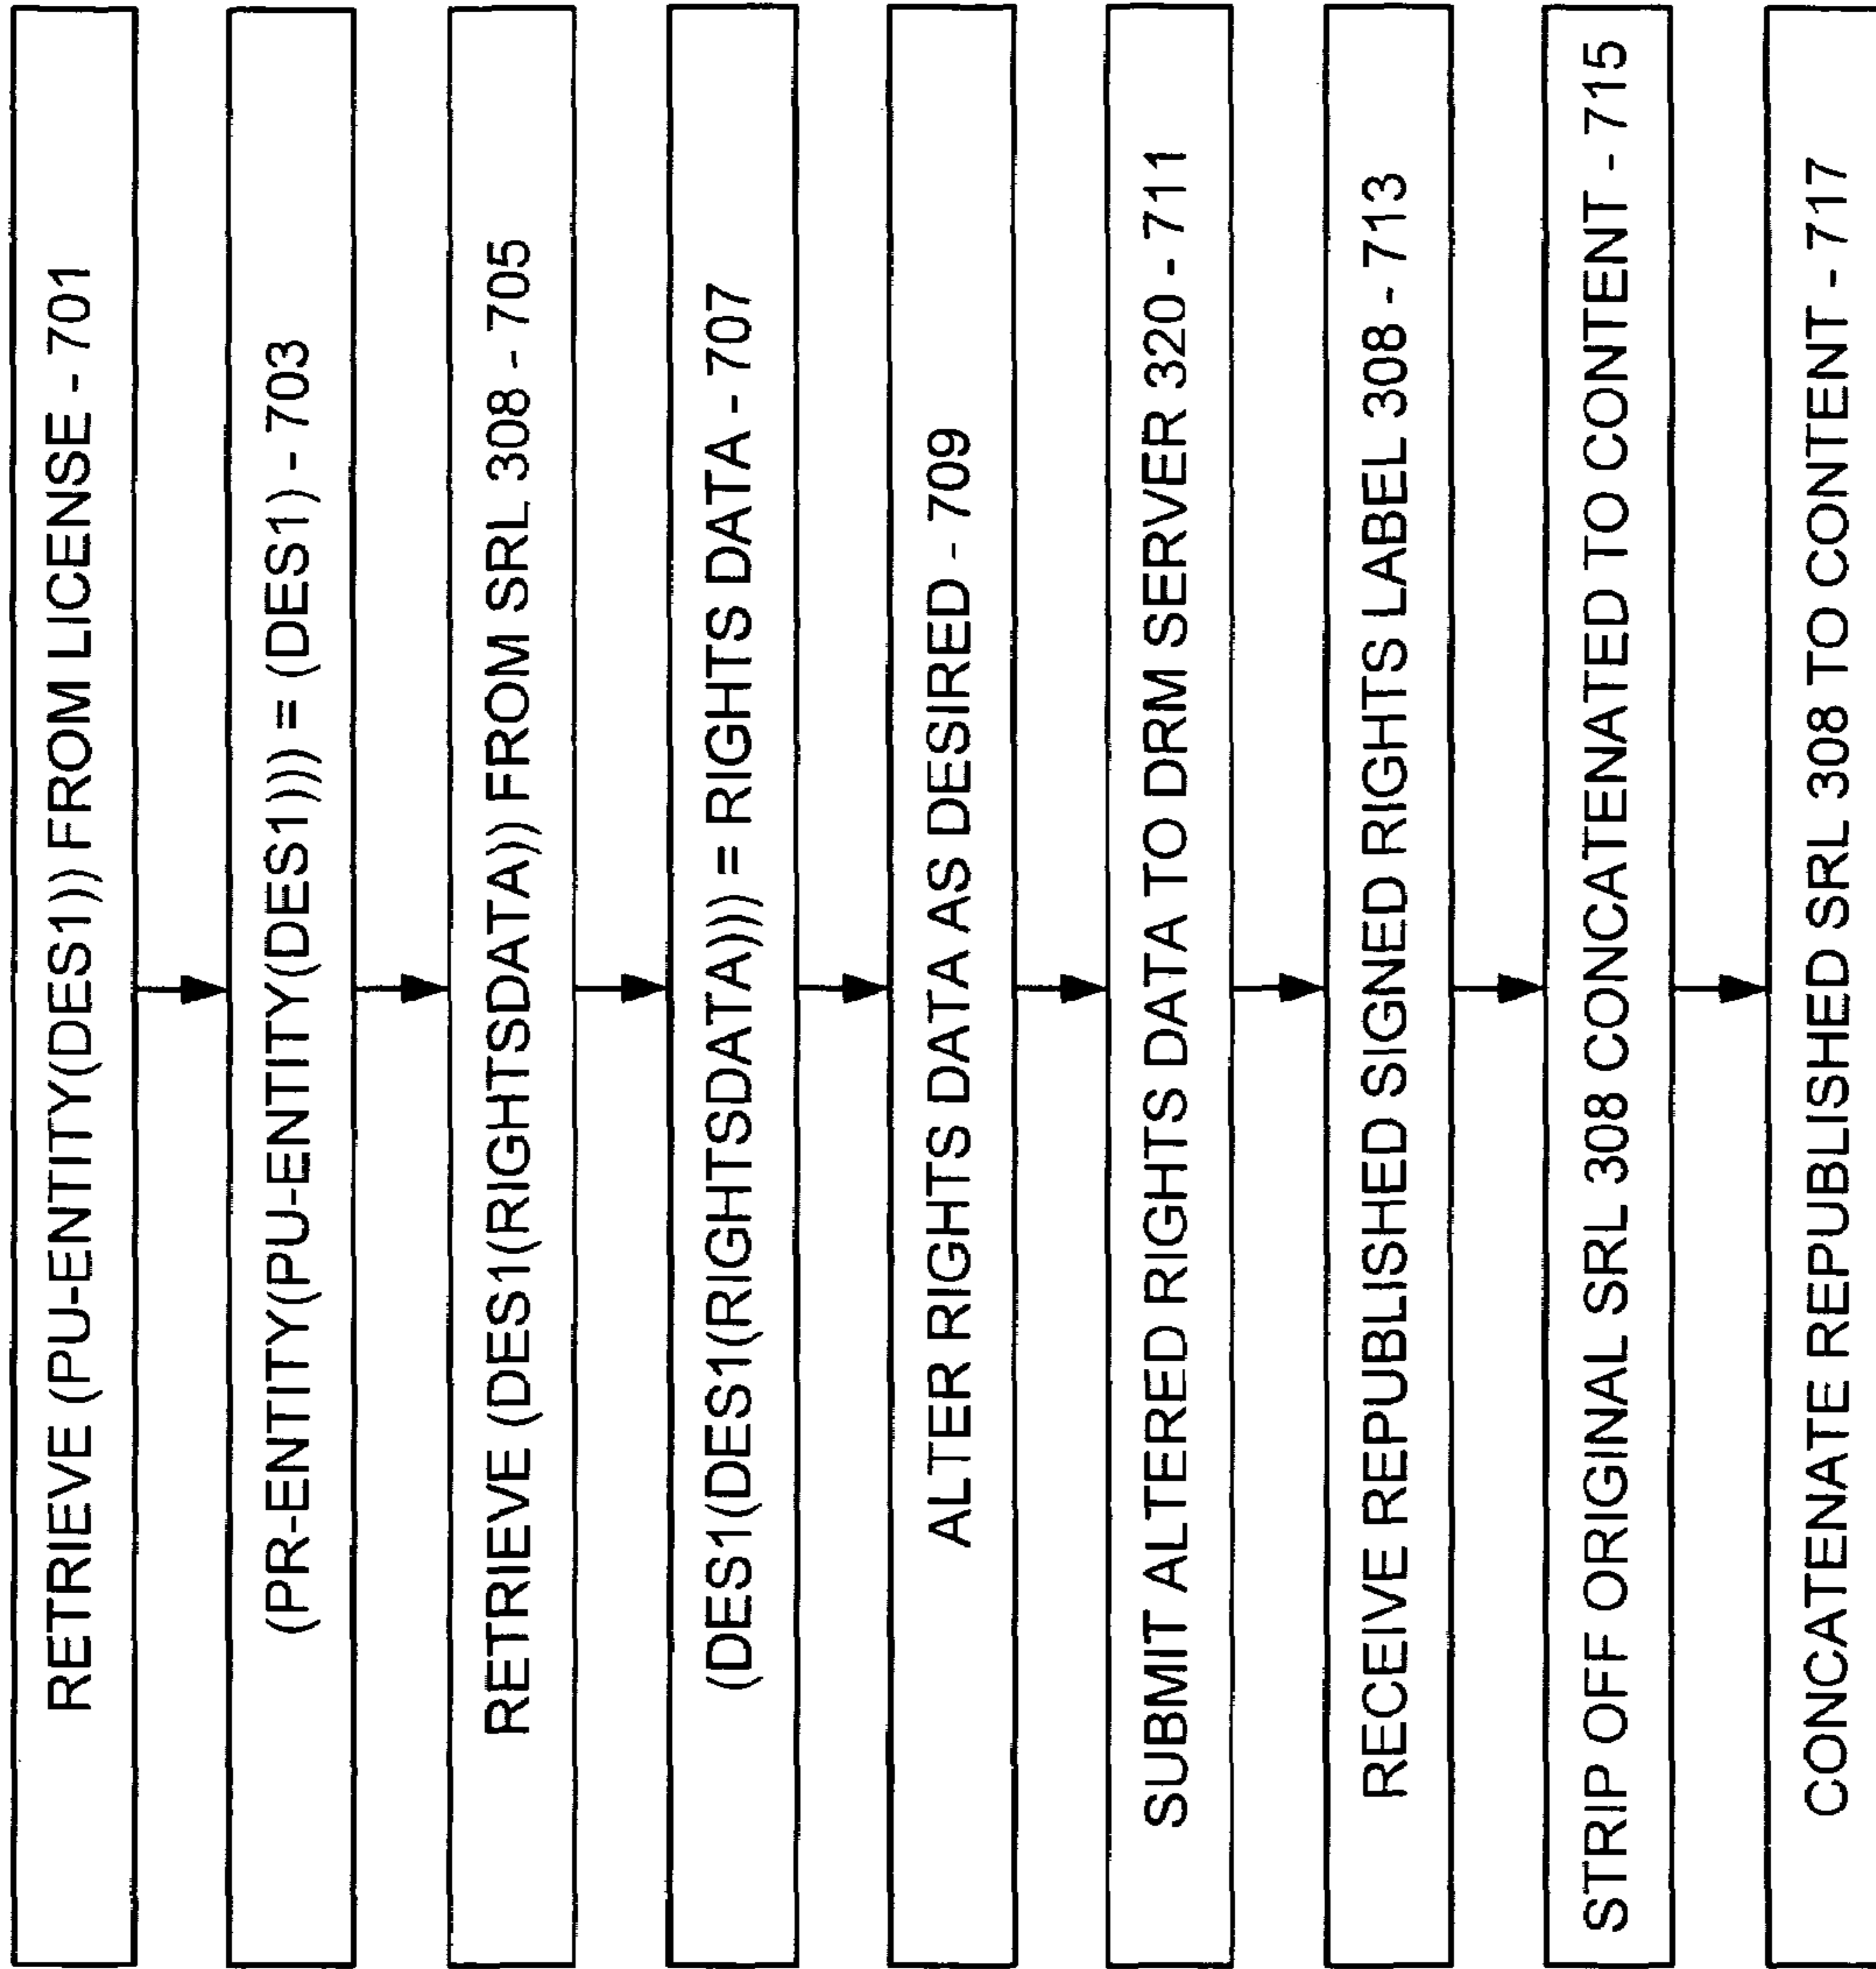 RETRIEVE (PU-ENTITY(DES1)) FROM LICENSE - 701
(PR-ENTITY(PU-ENTITY(DES1))) = (DES1) - 703
RETRIEVE (DES1(RIGHTSDATA)) FROM SRL 308 - 705
(DES1(DES1(RIGHTSDATA))) = RIGHTS DATA - 707
ALTER RIGHTS DATA AS DESIRED - 709
SUBMIT ALTERED RIGHTS DATA TO DRM SERVER 320 - 711
RECEIVE REPUBLISHED SIGNED RIGHTS LABEL 308 - 713
STRIP OFF ORIGINAL SRL 308 CONCATENATED TO CONTENT - 715
CONCATENATE REPUBLISHED SRL 308 TO CONTENT - 717